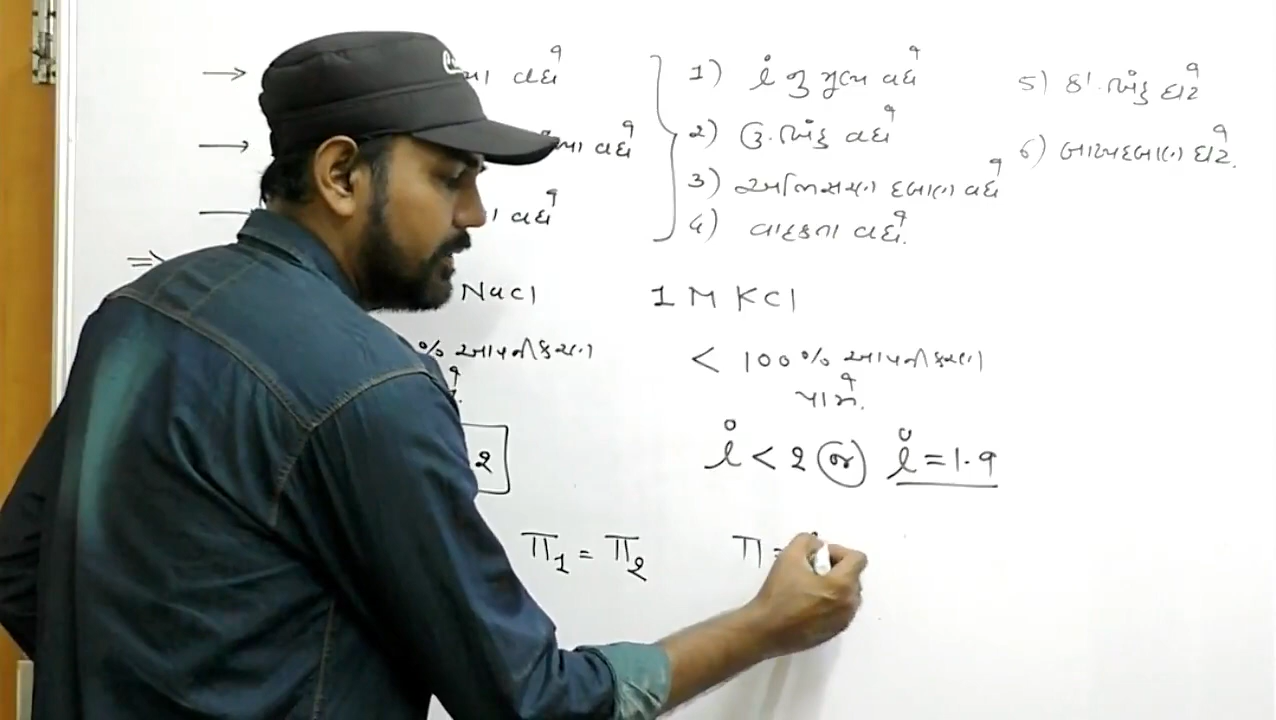 → વધે
→ વધે
→ વધે
1) i નું મુલ્ય વધે
2) ઉ.બિંદુ વધે
3) અભિસરણ દબાણ વધે
4) વાહકતા વધે.
5) ઠા.બિંદુ ઘટે
6) બાષ્પદબાણ ઘટે.
⇒
NaCl
1 M KCl
% આયનીકરણ
< 100 % આયનીકરણ
પામે.
2
i < 2 or i = 1.9
π1 = π2
π =